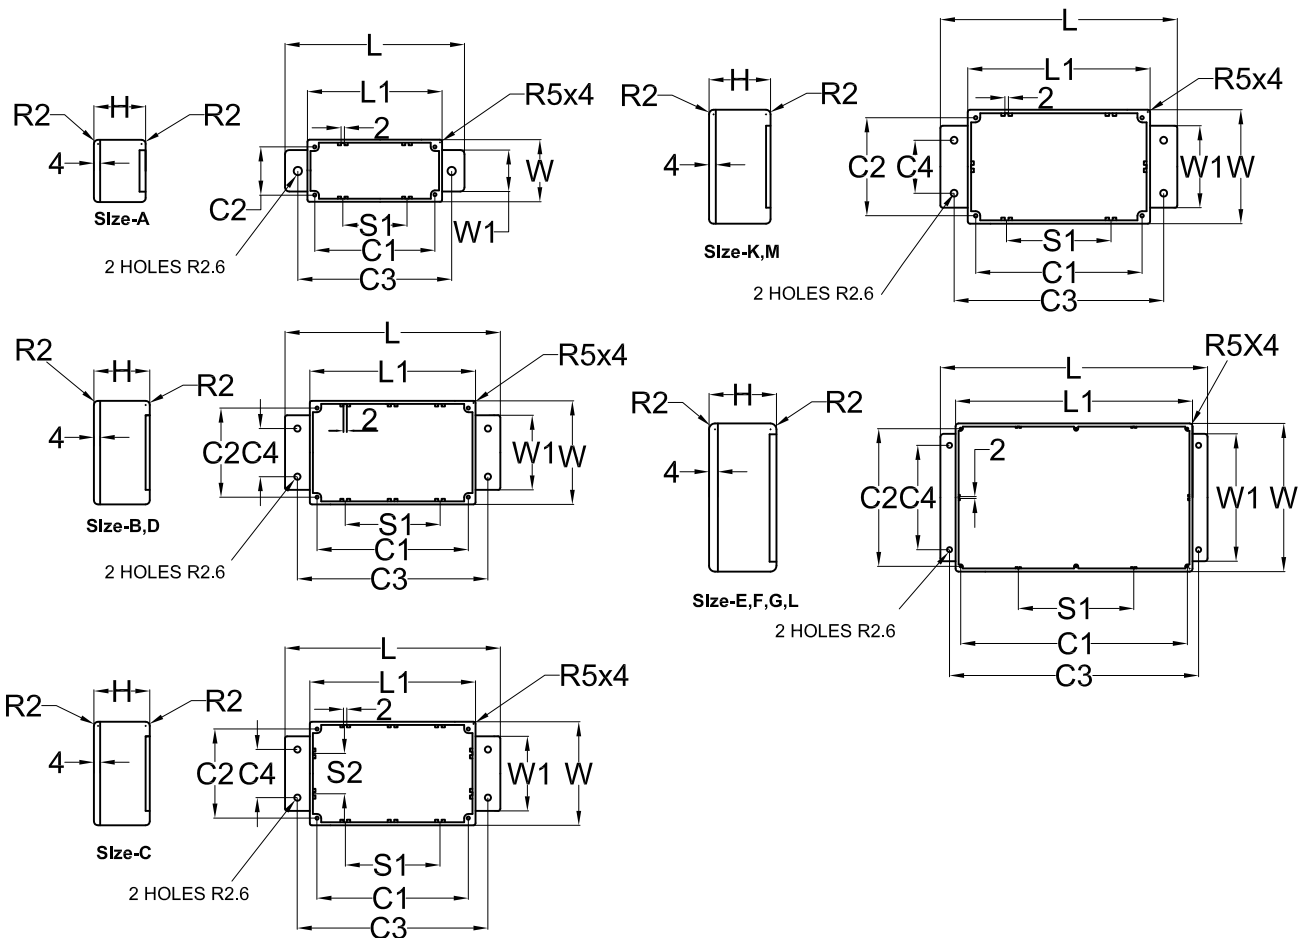 L
L1
R5x4
2
H
R2
R2
4
W
C2
W1
S1
C1
C3
SIze-A
2 HOLES R2.6
L
L1
R5x4
2
H
R2
R2
4
C2
C4
W1
W
S1
C1
C3
SIze-K,M
2 HOLES R2.6
L
L1
R5x4
2
H
R2
R2
4
C2
C4
W1
W
S1
C1
C3
SIze-B,D
2 HOLES R2.6
L
L1
R5X4
2
H
R2
R2
4
C2
C4
W1
W
S1
C1
C3
SIze-E,F,G,L
2 HOLES R2.6
L
L1
R5x4
2
H
R2
R2
4
C2
C4
S2
W1
W
S1
C1
C3
SIze-C
2 HOLES R2.6